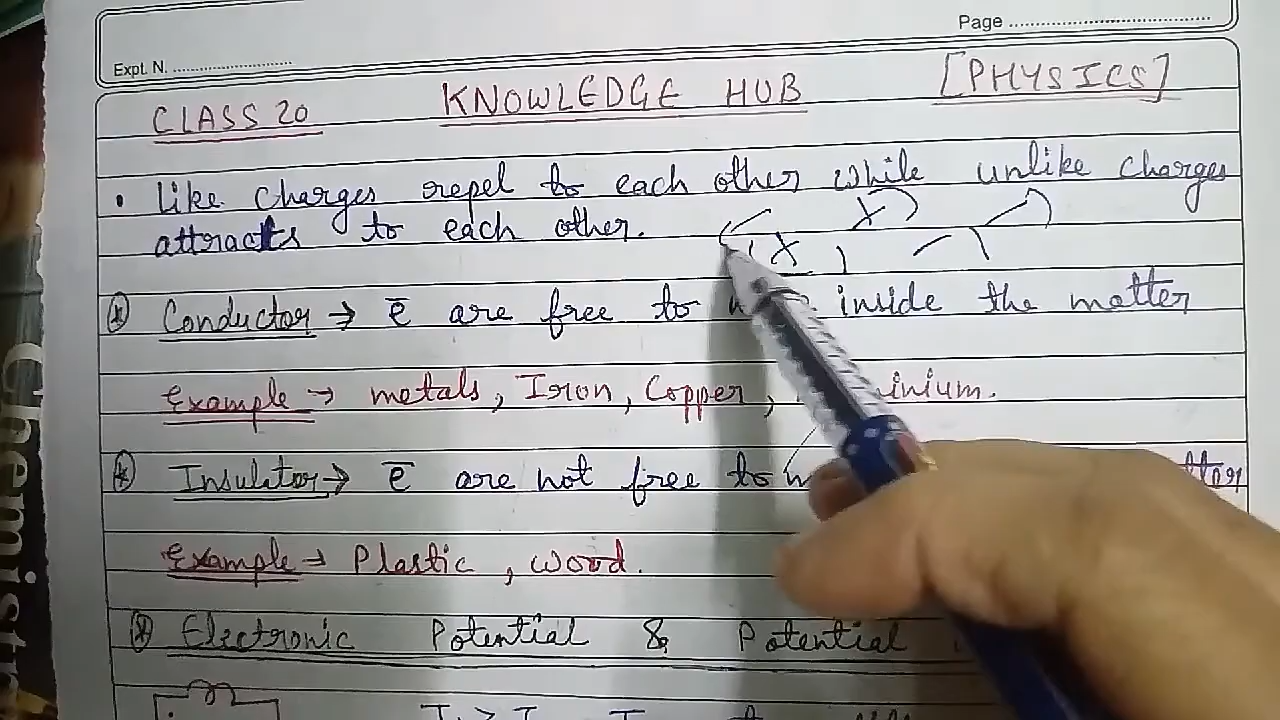 Page
Expt. N.
CLASS 20 KNOWLEDGE HUB [PHYSICS]
• Like Charges repel to each other while unlike charges
attracts to each other.
Conductor → e̅ are free to inside the matter
Example → metals, Iron, Copper,
Insulator → e̅ are not free to
Example → Plastic, wood.
Electronic Potential & Potential
Chemistr